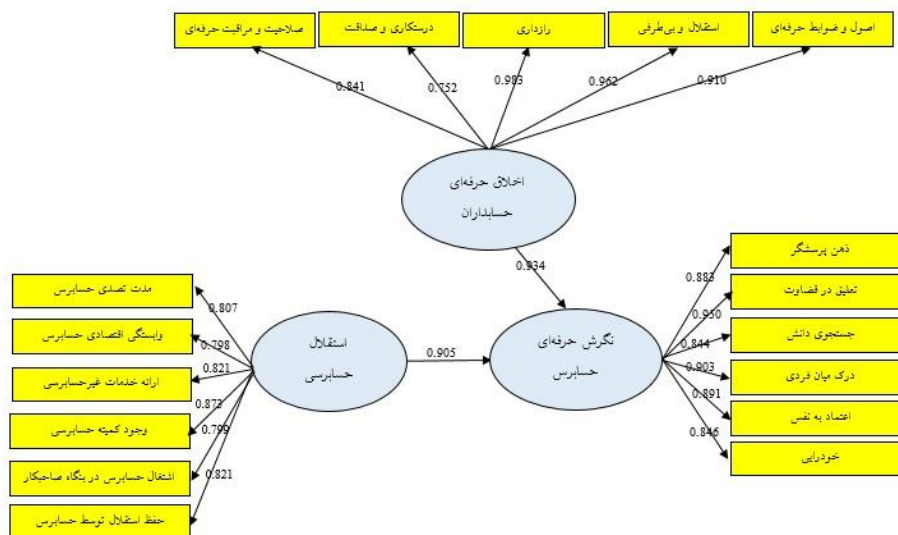 اصول و ضوابط حرفه‌ای
استقلال و بی‌طرفی
رازداری
درستکاری و صداقت
صلاحیت و مراقبت حرفه‌ای
0.910
0.962
0.983
0.752
0.841
اخلاق حرفه‌ای
حسابداران
0.934
ذهن پرسشگر
تعلیق در قضاوت
جستجوی دانش
درک میان فردی
اعتماد به نفس
خودرایی
0.883
0.950
0.844
0.903
0.891
0.846
نگرش حرفه‌ای
حسابرس
0.905
استقلال
حسابرسی
0.807
0.798
0.821
0.873
0.799
0.821
مدت تصدی حسابرس
وابستگی اقتصادی حسابرس
ارائه خدمات غیرحسابرسی
وجود کمیته حسابرسی
اشتغال حسابرس در بنگاه صاحبکار
حفظ استقلال توسط حسابرس